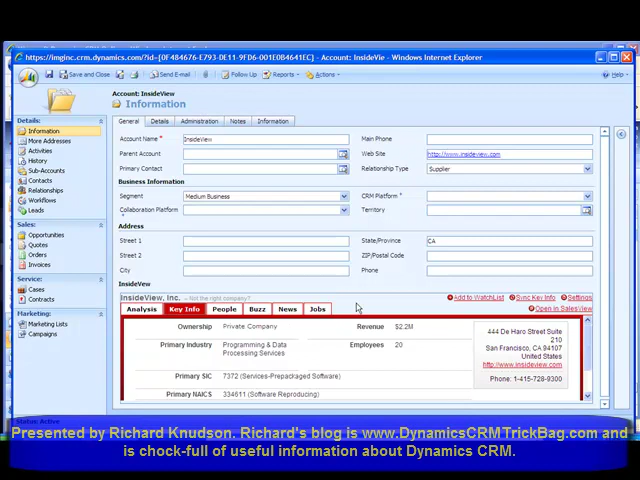 https://imginc.crm.dynamics.com/?id=[0F484676-E793-DE11-9FD6-001E0B4641EC] - Account: InsideVie - Windows Internet Explorer
Save and Close Send E-mail Follow Up Reports Actions Help
Account: InsideView
Information
Details:
Information
More Addresses
Activities
History
Sub-Accounts
Contacts
Relationships
Workflows
Leads
Sales:
Opportunities
Quotes
Orders
Invoices
Service:
Cases
Contracts
Marketing:
Marketing Lists
Campaigns
General Details Administration Notes Information
Account Name * InsideView Main Phone
Parent Account Web Site http://www.insideview.com
Primary Contact Relationship Type Supplier
Business Information
Segment Medium Business CRM Platform *
Collaboration Platform * Territory
Address
Street 1 State/Province CA
Street 2 ZIP/Postal Code
City Phone
InsideView
InsideView, Inc. -- Not the right company? Add to WatchList Sync Key Info Settings
Open in SalesView
Analysis Key Info People Buzz News Jobs
Ownership Private Company Revenue $2.2M
Primary Industry Programming & Data Processing Services Employees 20
Primary SIC 7372 (Services-Prepackaged Software)
Primary NAICS 334611 (Software Reproducing)
444 De Haro Street Suite
210
San Francisco, CA 94107
United States
http://www.insideview.com
Phone: 1-415-728-9300
Status: Active
Presented by Richard Knudson. Richard's blog is www.DynamicsCRMTrickBag.com and
is chock-full of useful information about Dynamics CRM.